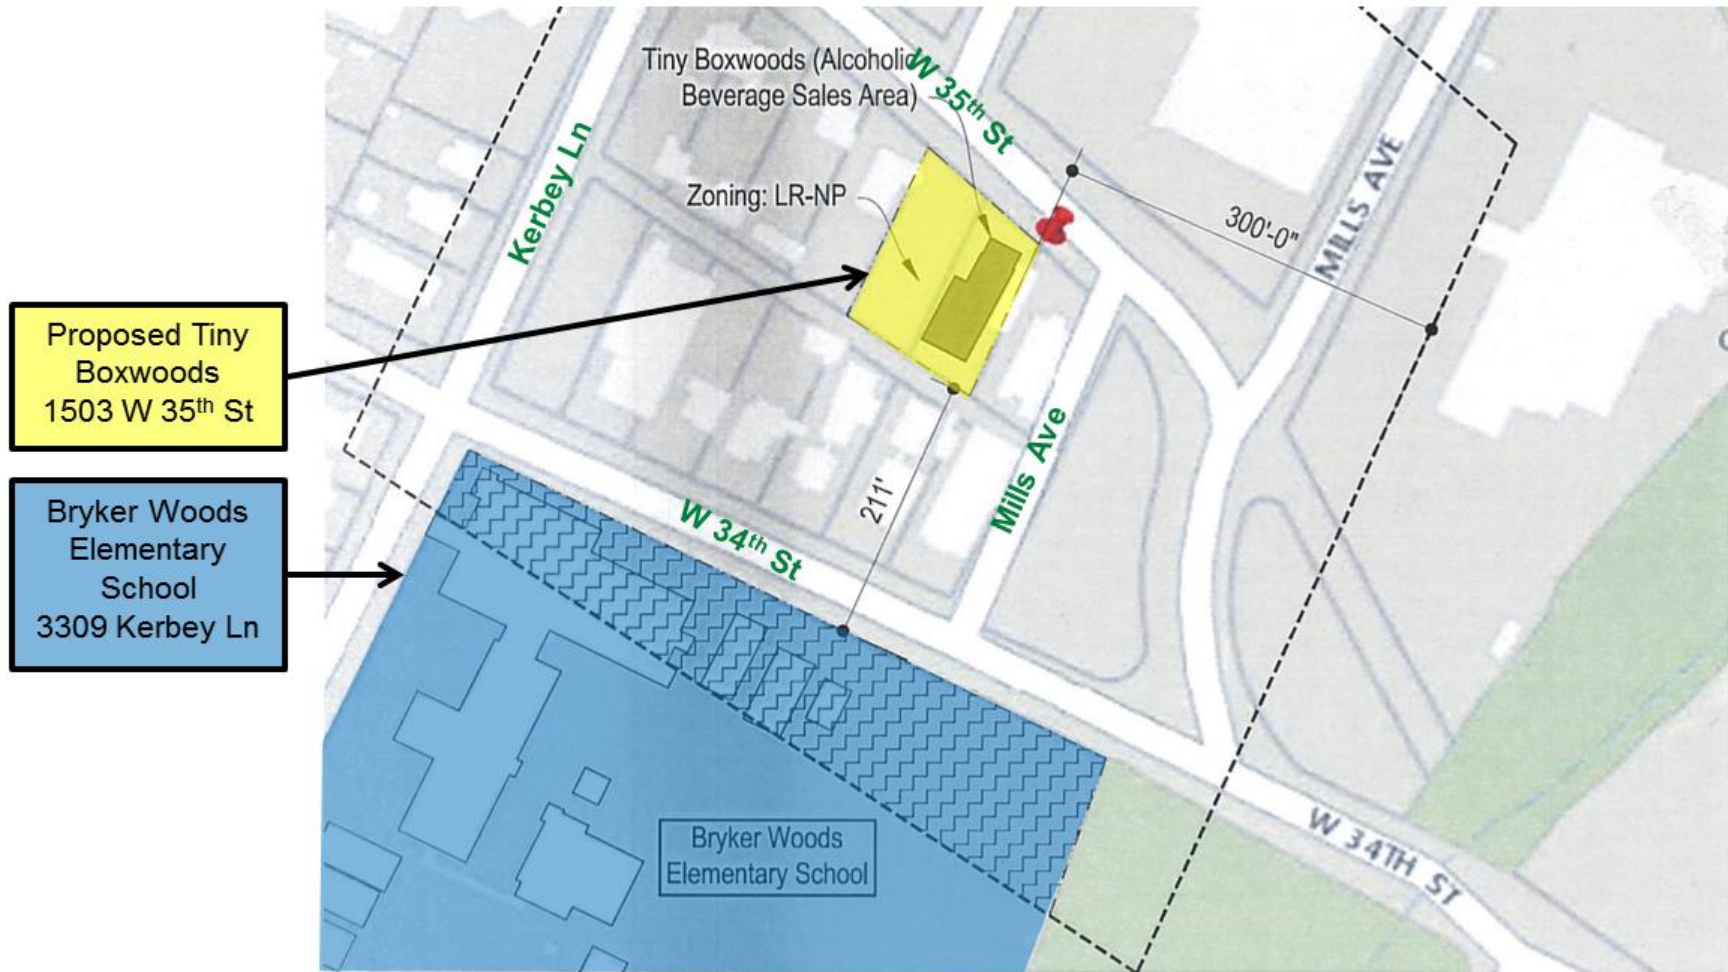 Tiny Boxwoods (Alcoholic
Beverage Sales Area)
W 35th St
Kerbey Ln
Zoning: LR-NP
300'-0"
MILLS AVE
Proposed Tiny
Boxwoods
1503 W 35th St
Mills Ave
211'
Bryker Woods
Elementary
School
3309 Kerbey Ln
W 34th St
Bryker Woods
Elementary School
W 34TH ST